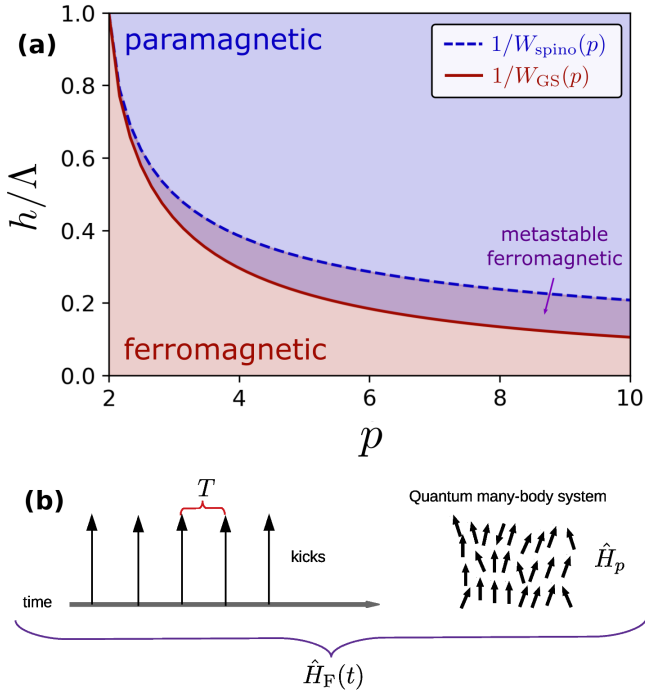 (a)
paramagnetic
1/W_spino(p)
1/W_GS(p)
metastable
ferromagnetic
ferromagnetic
h/Λ
1.0
0.8
0.6
0.4
0.2
0.0
2
4
6
8
10
p
(b)
T
kicks
time
Quantum many-body system
Ĥ_p
Ĥ_F(t)